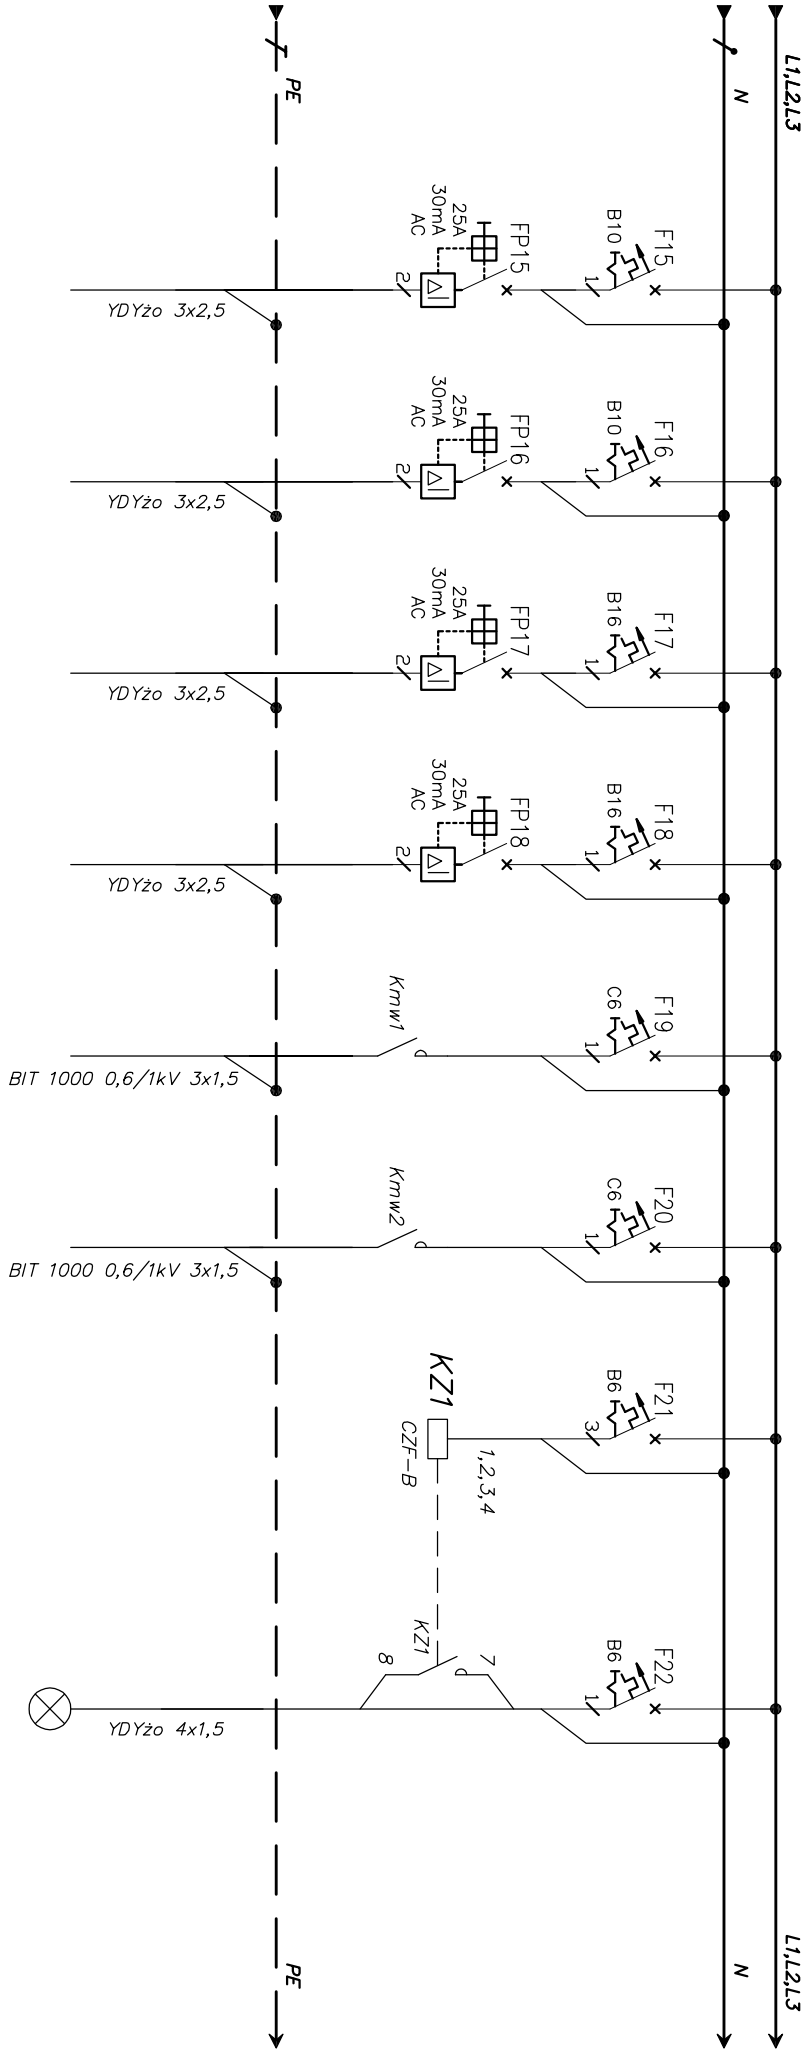 L1,L2,L3
N
PE
F15
B10
1
FP15
25A
30mA
AC
2
YDYżo 3x2,5
F16
B10
1
FP16
25A
30mA
AC
2
YDYżo 3x2,5
F17
B16
1
FP17
25A
30mA
AC
2
YDYżo 3x2,5
F18
B16
1
FP18
25A
30mA
AC
2
YDYżo 3x2,5
F19
C6
1
Kmw1
BIT 1000 0,6/1kV 3x1,5
F20
C6
1
Kmw2
BIT 1000 0,6/1kV 3x1,5
F21
B6
3
1,2,3,4
KZ1
CZF-B
F22
B6
1
7
KZ1
8
YDYżo 4x1,5
L1,L2,L3
N
PE